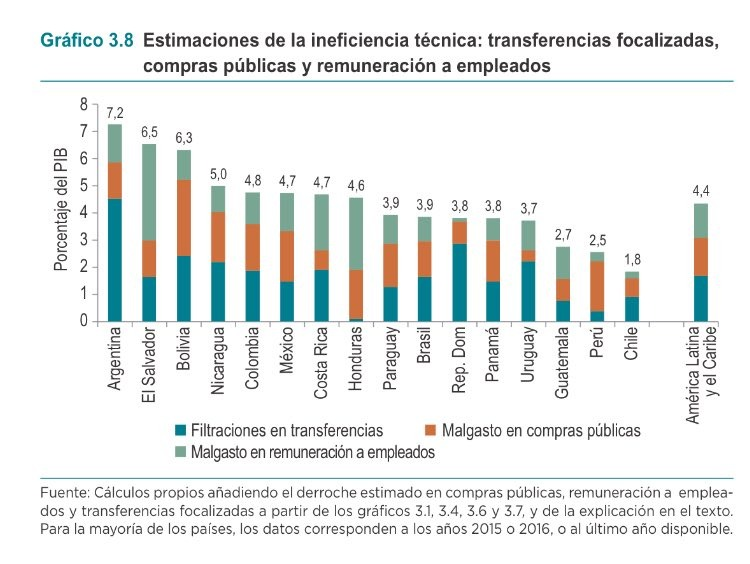 Gráfico 3.8 Estimaciones de la ineficiencia técnica: transferencias focalizadas,
compras públicas y remuneración a empleados
Porcentaje del PIB
8
7
6
5
4
3
2
1
0
7,2
6,5
6,3
5,0
4,8
4,7
4,7
4,6
3,9
3,9
3,8
3,8
3,7
2,7
2,5
1,8
4,4
Argentina
El Salvador
Bolivia
Nicaragua
Colombia
México
Costa Rica
Honduras
Paraguay
Brasil
Rep. Dom
Panamá
Uruguay
Guatemala
Perú
Chile
América Latina
y el Caribe
Filtraciones en transferencias
Malgasto en compras públicas
Malgasto en remuneración a empleados
Fuente: Cálculos propios añadiendo el derroche estimado en compras públicas, remuneración a emplea-
dos y transferencias focalizadas a partir de los gráficos 3.1, 3.4, 3.6 y 3.7, y de la explicación en el texto.
Para la mayoría de los países, los datos corresponden a los años 2015 o 2016, o al último año disponible.